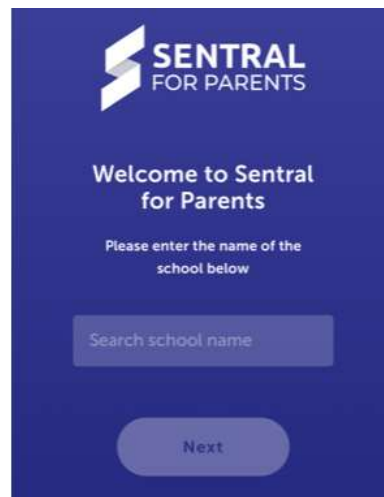 SENTRAL
FOR PARENTS
Welcome to Sentral
for Parents
Please enter the name of the
school below
Search school name
Next